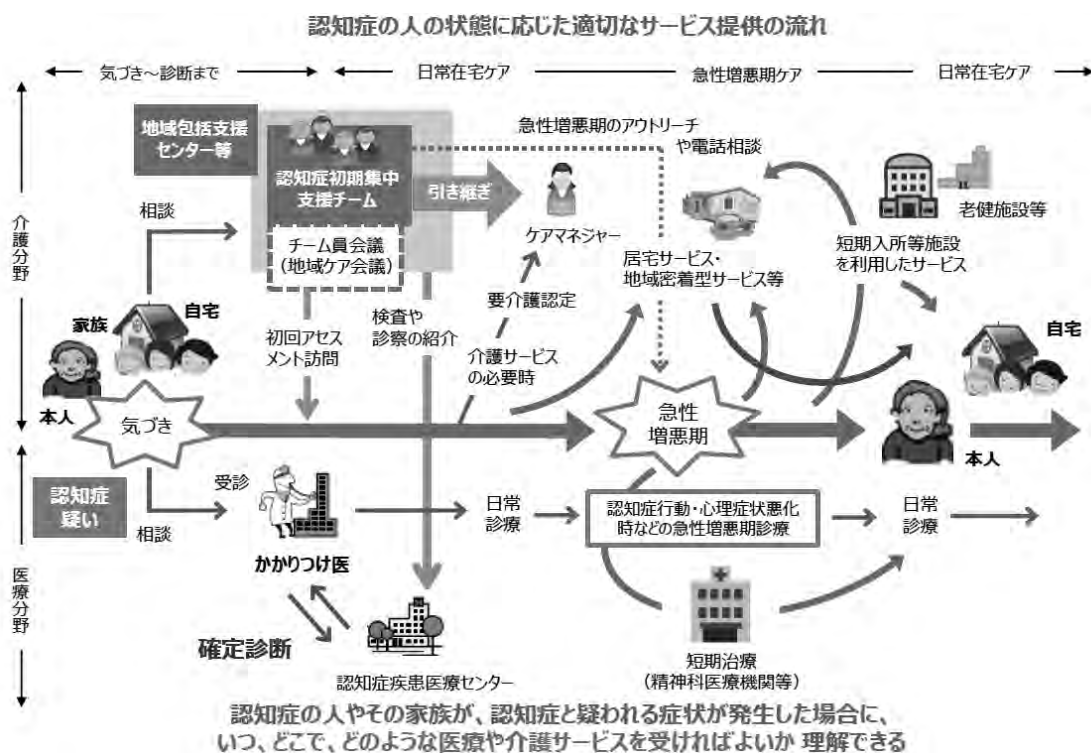 認知症の人の状態に応じた適切なサービス提供の流れ
気づき～診断まで
日常在宅ケア
急性増悪期ケア
日常在宅ケア
地域包括支援
センター等
急性増悪期のアウトリーチ
や電話相談
認知症初期集中
支援チーム
引き継ぎ
老健施設等
相談
ケアマネジャー
チーム員会議
（地域ケア会議）
居宅サービス・
地域密着型サービス等
短期入所等施設
を利用したサービス
介護分野
要介護認定
家族
自宅
検査や
診察の紹介
初回アセス
メント訪問
介護サービス
の必要時
自宅
本人
気づき
急性
増悪期
本人
認知症
疑い
受診
相談
日常
診療
認知症行動・心理症状悪化
時などの急性増悪期診療
日常
診療
かかりつけ医
医療分野
確定診断
認知症疾患医療センター
短期治療
（精神科医療機関等）
認知症の人やその家族が、認知症と疑われる症状が発生した場合に、
いつ、どこで、どのような医療や介護サービスを受ければよいか 理解できる